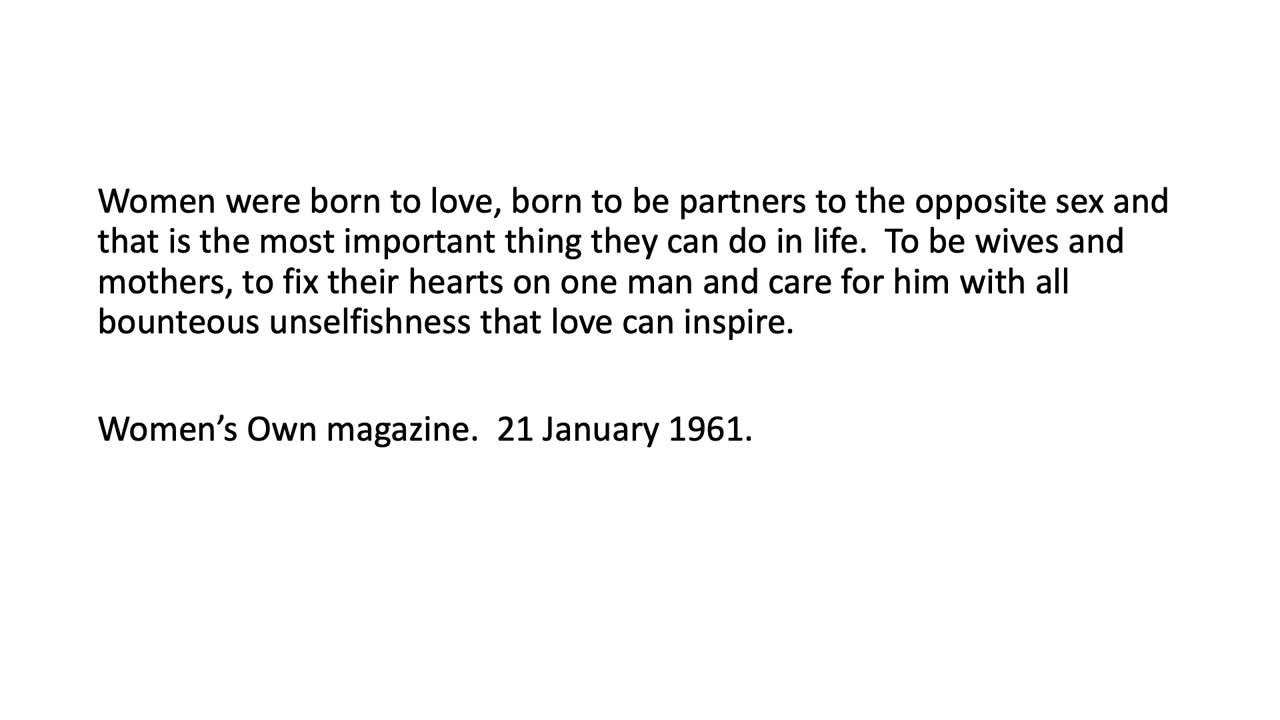 Women were born to love, born to be partners to the opposite sex and
that is the most important thing they can do in life.  To be wives and
mothers, to fix their hearts on one man and care for him with all
bounteous unselfishness that love can inspire.
Women’s Own magazine.  21 January 1961.